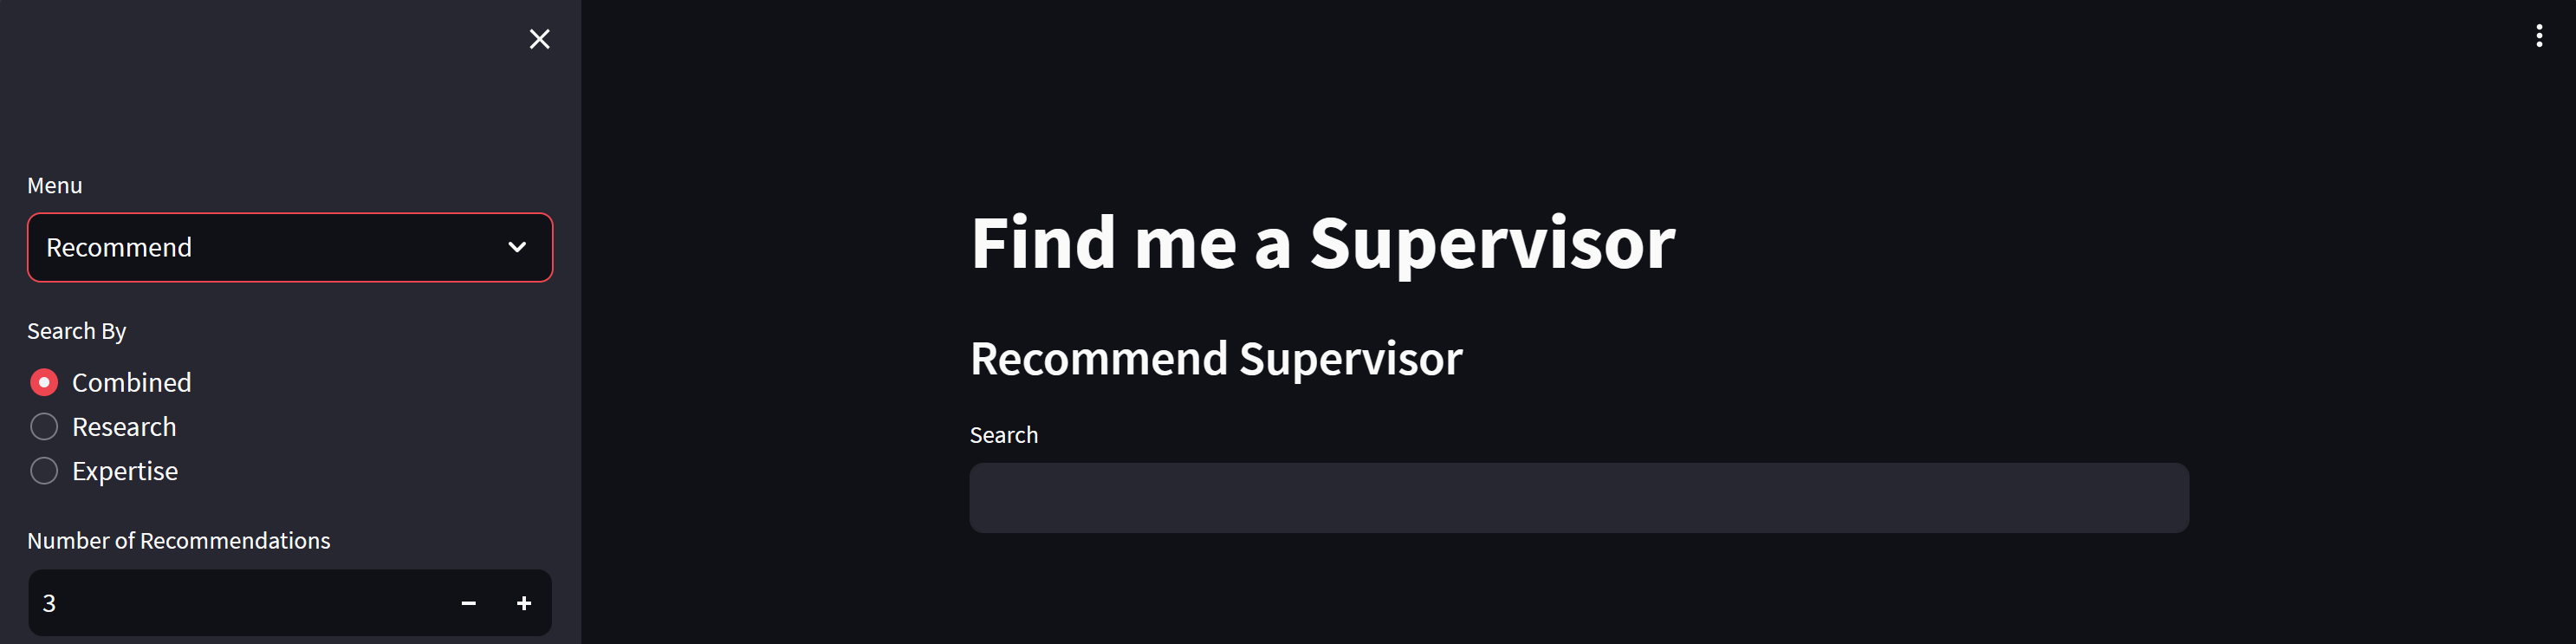 Menu
Recommend
Search By
Combined
Research
Expertise
Number of Recommendations
3
Find me a Supervisor
Recommend Supervisor
Search